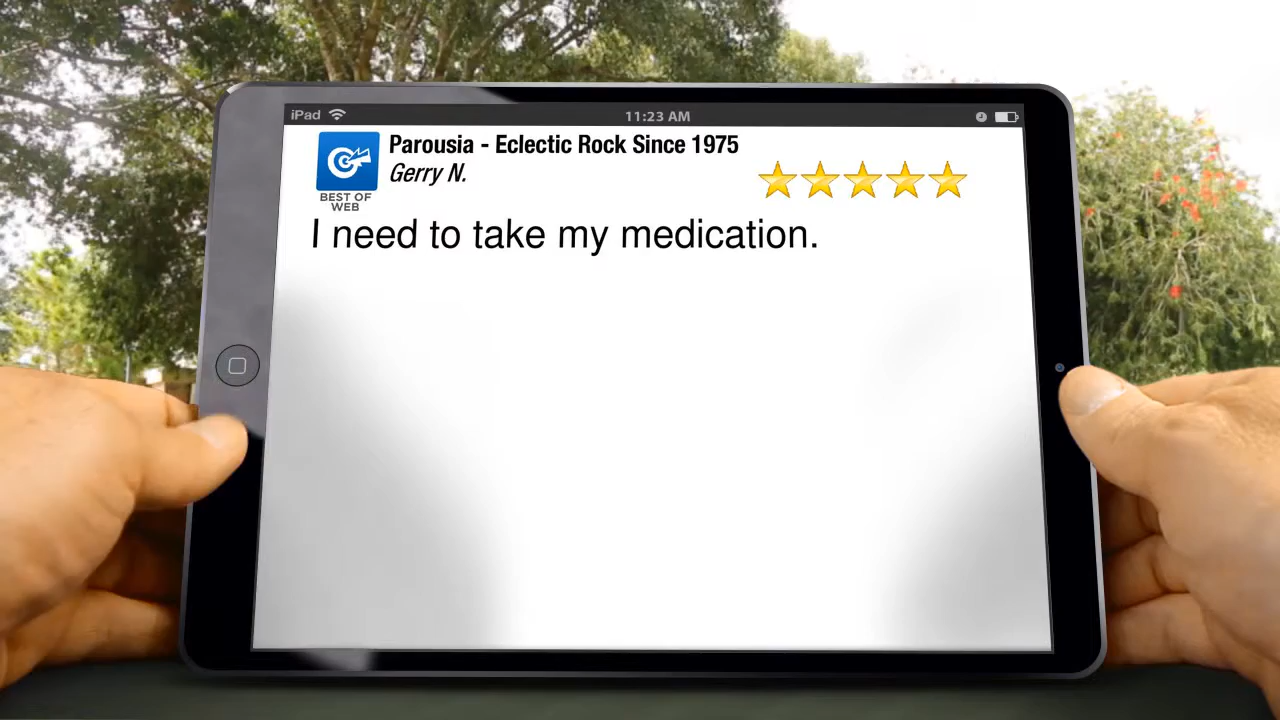 iPad 11:23 AM
Parousia - Eclectic Rock Since 1975
Gerry N.
BEST OF
WEB
I need to take my medication.